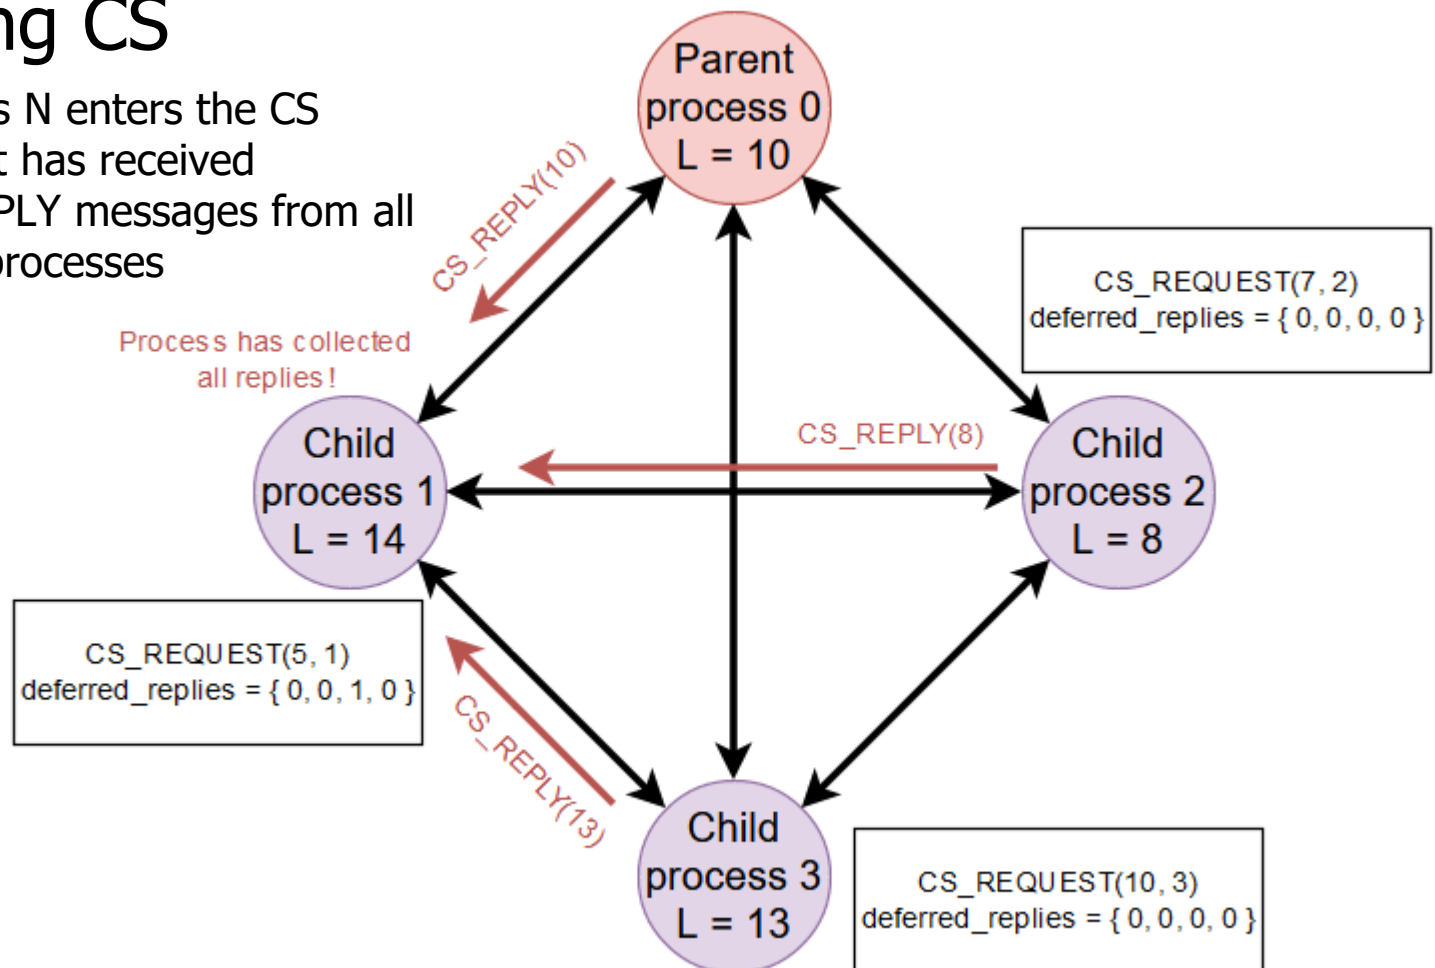 ng CS
s N enters the CS
t has received
PLY messages from all
processes
Parent
process 0
L = 10
CS_REPLY(10)
CS_REQUEST(7, 2)
deferred_replies = { 0, 0, 0, 0 }
Process has collected
all replies!
CS_REPLY(8)
Child
process 1
L = 14
Child
process 2
L = 8
CS_REQUEST(5, 1)
deferred_replies = { 0, 0, 1, 0 }
CS_REPLY(13)
Child
process 3
L = 13
CS_REQUEST(10, 3)
deferred_replies = { 0, 0, 0, 0 }